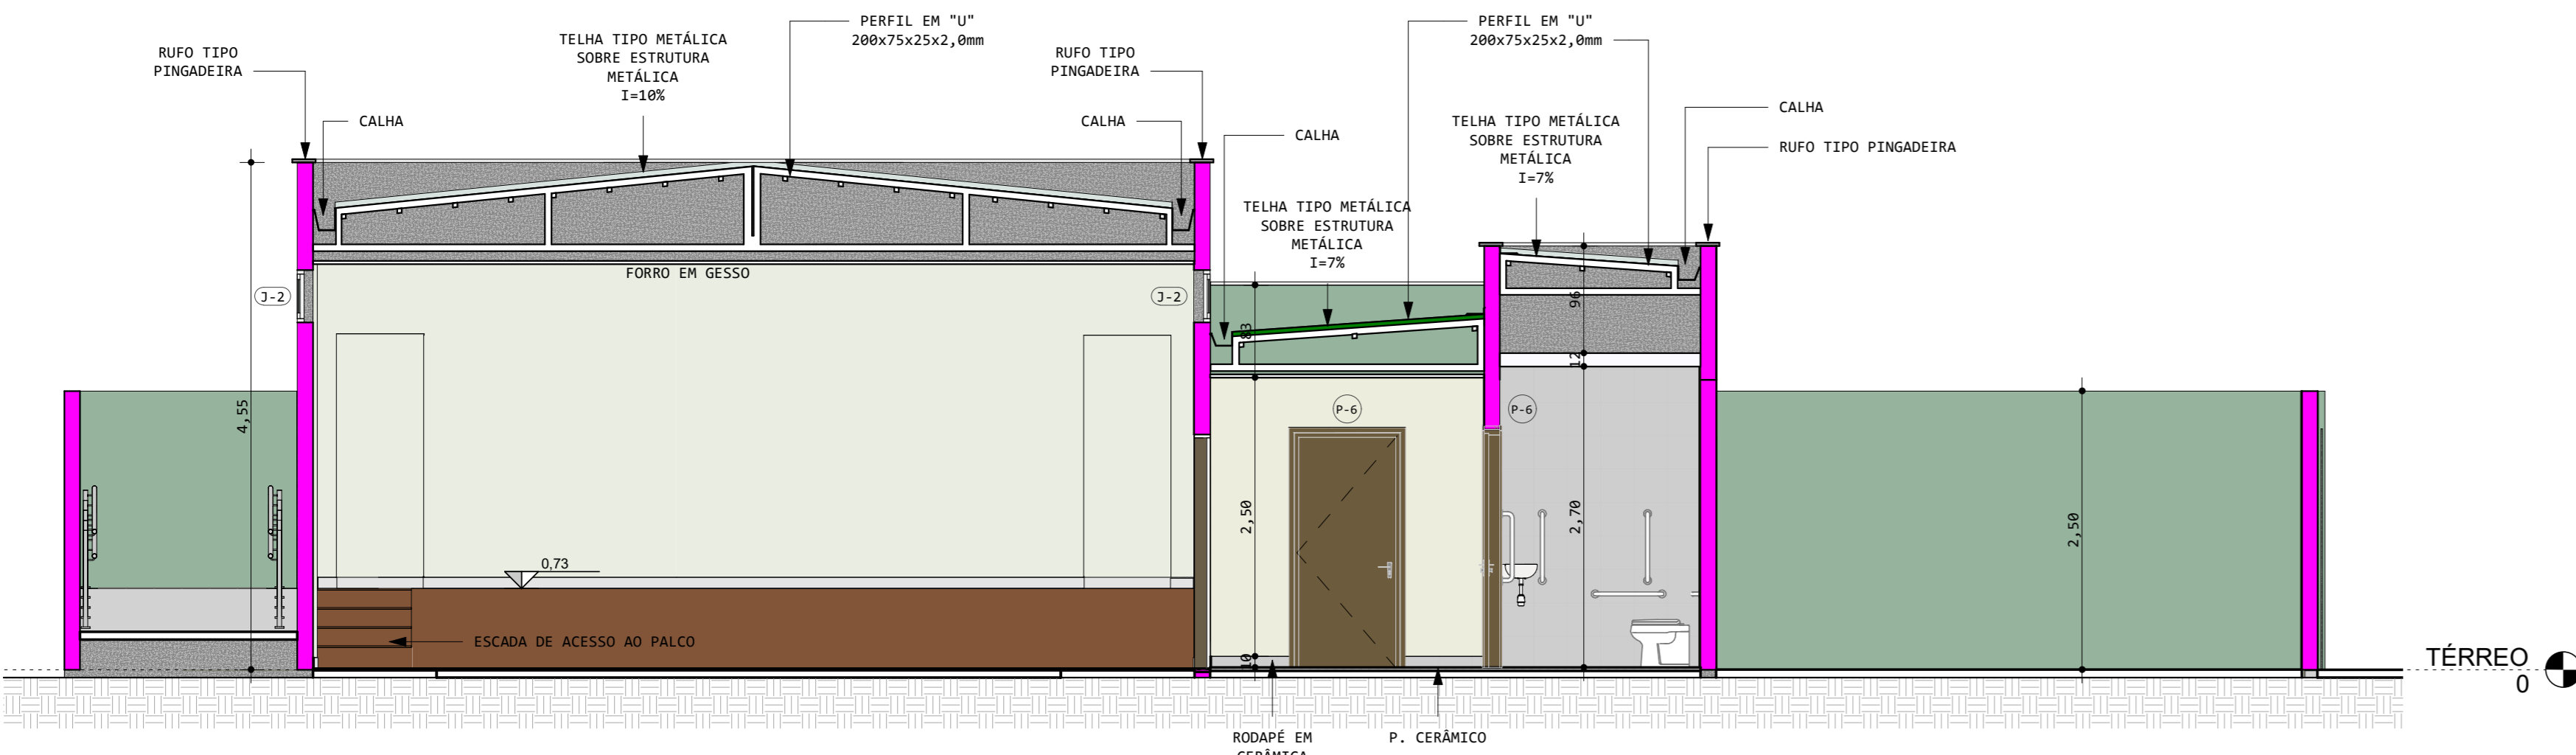 PERFIL EM "U"
200x75x25x2,0mm
PERFIL EM "U"
200x75x25x2,0mm
TELHA TIPO METÁLICA
SOBRE ESTRUTURA
METÁLICA
I=10%
RUFO TIPO
PINGADEIRA
RUFO TIPO
PINGADEIRA
CALHA
CALHA
CALHA
TELHA TIPO METÁLICA
SOBRE ESTRUTURA
METÁLICA
I=7%
CALHA
RUFO TIPO PINGADEIRA
TELHA TIPO METÁLICA
SOBRE ESTRUTURA
METÁLICA
I=7%
FORRO EM GESSO
J-2
J-2
96
83
12
4,55
P-6
P-6
2,50
2,70
2,50
0,73
ESCADA DE ACESSO AO PALCO
10
TÉRREO
0
RODAPÉ EM
CERÂMICA
P. CERÂMICO